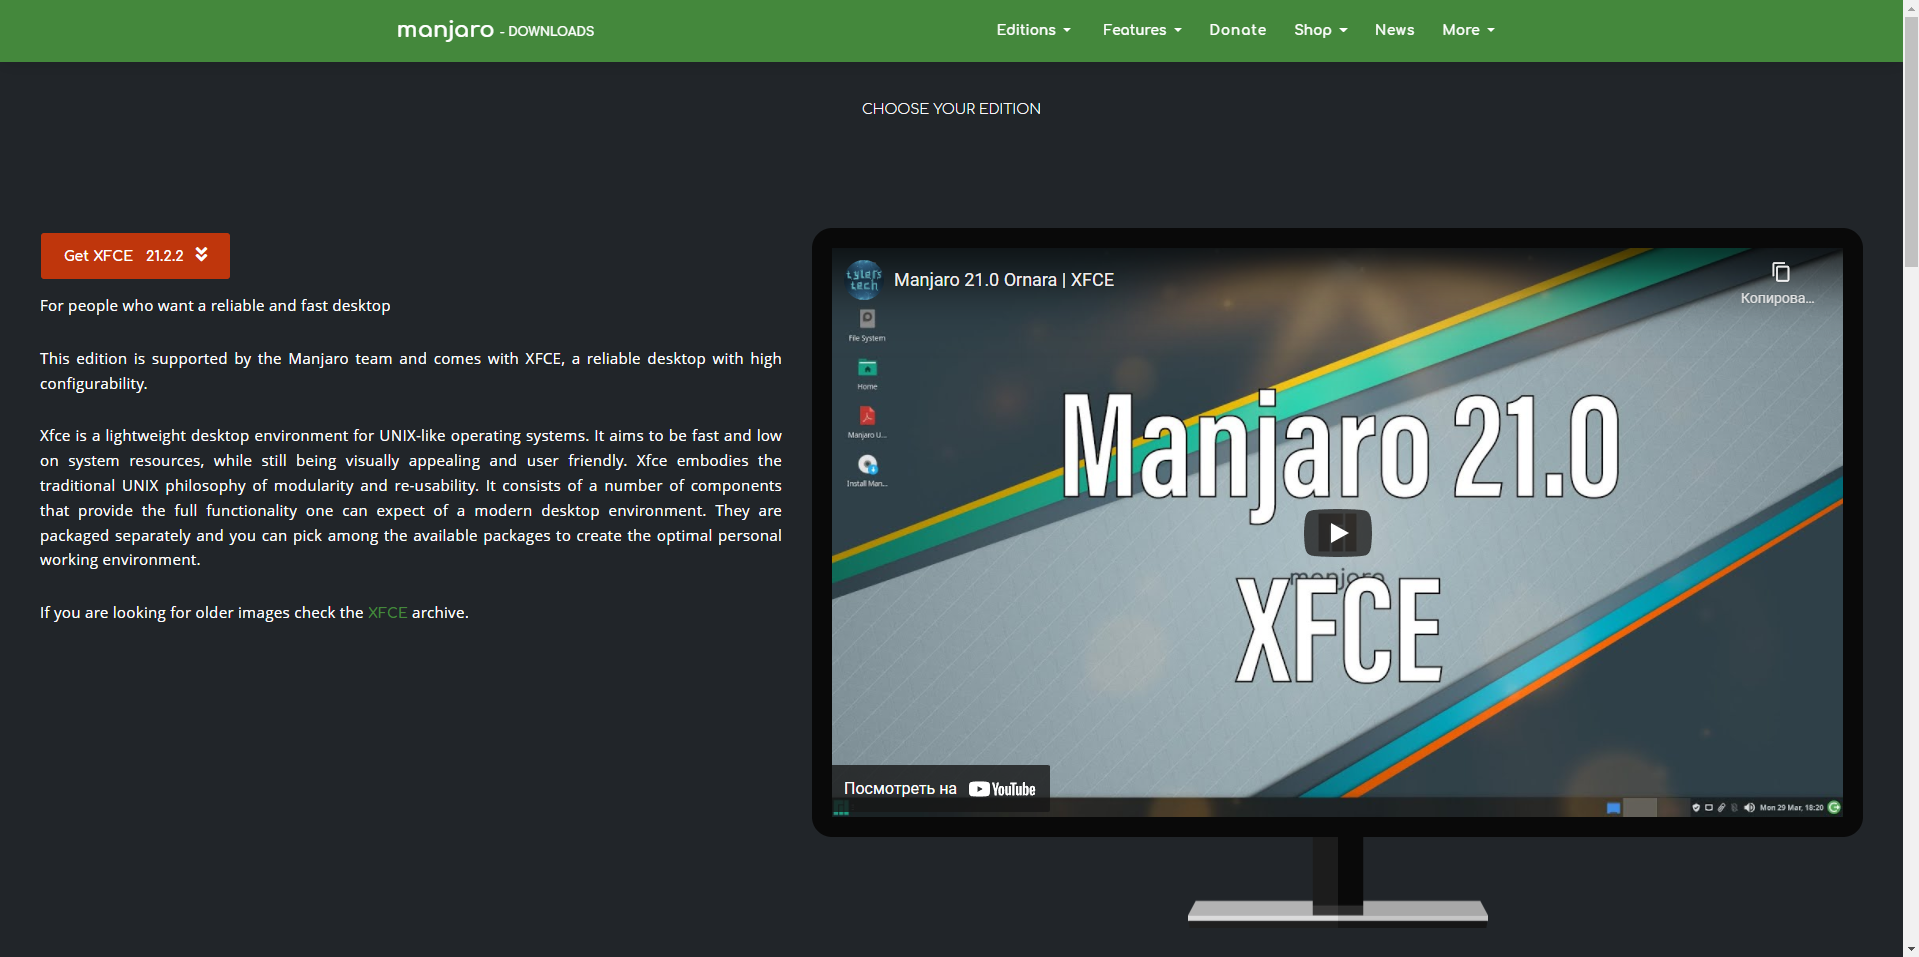 manjaro - DOWNLOADS
Editions
Features
Donate
Shop
News
More
CHOOSE YOUR EDITION
Get XFCE 21.2.2
For people who want a reliable and fast desktop
This edition is supported by the Manjaro team and comes with XFCE, a reliable desktop with high
configurability.
Xfce is a lightweight desktop environment for UNIX-like operating systems. It aims to be fast and low
on system resources, while still being visually appealing and user friendly. Xfce embodies the
traditional UNIX philosophy of modularity and re-usability. It consists of a number of components
that provide the full functionality one can expect of a modern desktop environment. They are
packaged separately and you can pick among the available packages to create the optimal personal
working environment.
If you are looking for older images check the XFCE archive.
tylers
tech
Manjaro 21.0 Ornara | XFCE
Копирова...
File System
Home
Manjaro U...
Install Man...
Manjaro 21.0
manjaro
XFCE
Посмотреть на YouTube
Mon 29 Mar, 18:20